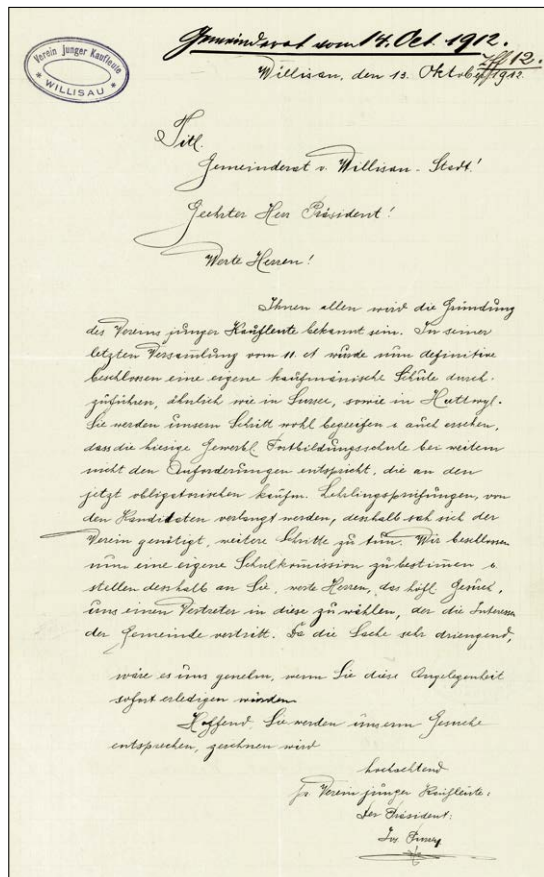 Verein junger Kaufleute
* WILLISAU *
Gemeinderat vom 14. Oct. 1912.
12.
Willisau, den 13. Oktober 1912.
Titl.
Gemeinderat v. Willisau-Stadt!
Geehrter Herr Präsident!
Werte Herren!
Ihnen allen wird die Gründung
des Vereins junger Kaufleute bekannt sein. In seiner
letzten Versammlung vom 11. ct wurde nun definitiv
beschlossen eine eigene kaufmänische Schule durch-
zuführen, ähnlich wie in Sursee, sowie in Huttwyl.
Sie werden unsern Schritt wohl begreifen & auch ersehen,
dass die hiesige Gewerbl. Fortbildungsschule bei weitem
nicht den Anforderungen entspricht, die an den
jetzt obligatorischen kaufm. Lehrlingsprüfungen, von
den Kandidaten verlangt werden, deshalb sah sich der
Verein genötigt, weitere Schritte zu tun. Wir beschlossen
nun eine eigene Schulkomission zu bestimmen &
stellen desshalb an Sie, werte Herren, das höfl. Gesuch,
uns einen Vertreter in diese zu wählen, der die Interessen
der Gemeinde vertritt. Da die Sache sehr driengend,
wäre es uns genehm, wenn Sie diese Angelegenheit
sofort erledigen würden.
Hoffend, Sie werden unserm Gesuche
entsprechen, zeichnen wird
hochachtend
Verein junger Kaufleute:
Der Präsident:
Jos.